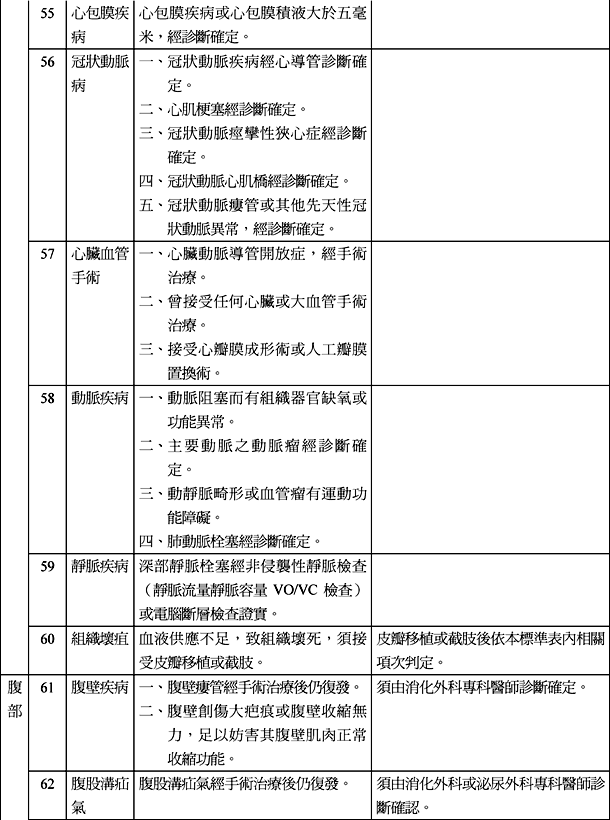 55 心包膜疾病 心包膜疾病或心包膜積液大於五毫
米，經診斷確定。
56 冠狀動脈病 一、冠狀動脈疾病經心導管診斷確
定。
二、心肌梗塞經診斷確定。
三、冠狀動脈痙攣性狹心症經診斷
確定。
四、冠狀動脈心肌橋經診斷確定。
五、冠狀動脈瘻管或其他先天性冠
狀動脈異常，經診斷確定。
57 心臟血管手術 一、心臟動脈導管開放症，經手術
治療。
二、曾接受任何心臟或大血管手術
治療。
三、接受心瓣膜成形術或人工瓣膜
置換術。
58 動脈疾病 一、動脈阻塞而有組織器官缺氧或
功能異常。
二、主要動脈之動脈瘤經診斷確
定。
三、動靜脈畸形或血管瘤有運動功
能障礙。
四、肺動脈栓塞經診斷確定。
59 靜脈疾病 深部靜脈栓塞經非侵襲性靜脈檢查
（靜脈流量靜脈容量 VO/VC 檢查）
或電腦斷層檢查證實。
60 組織壞疽 血液供應不足，致組織壞死，須接
受皮瓣移植或截肢。
皮瓣移植或截肢後依本標準表內相關
項次判定。
腹部
61 腹壁疾病 一、腹壁瘻管經手術治療後仍復發。
二、腹壁創傷大疤痕或腹壁收縮無
力，足以妨害其腹壁肌肉正常
收縮功能。
須由消化外科專科醫師診斷確定。
62 腹股溝疝氣 腹股溝疝氣經手術治療後仍復發。
須由消化外科或泌尿外科專科醫師診
斷確認。